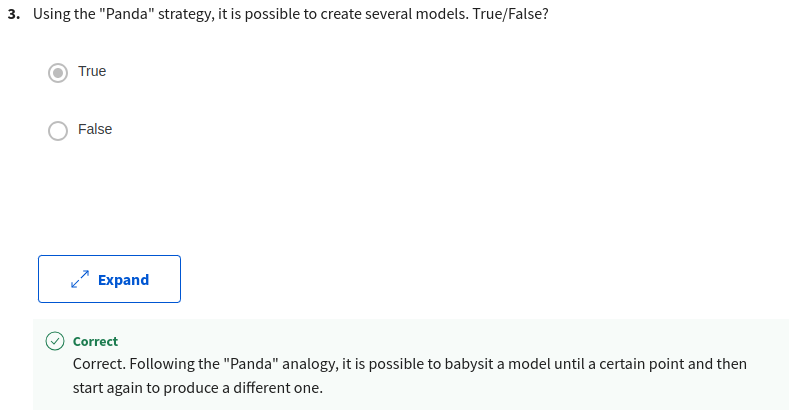 3. Using the "Panda" strategy, it is possible to create several models. True/False?
True
False
Expand
Correct
Correct. Following the "Panda" analogy, it is possible to babysit a model until a certain point and then
start again to produce a different one.